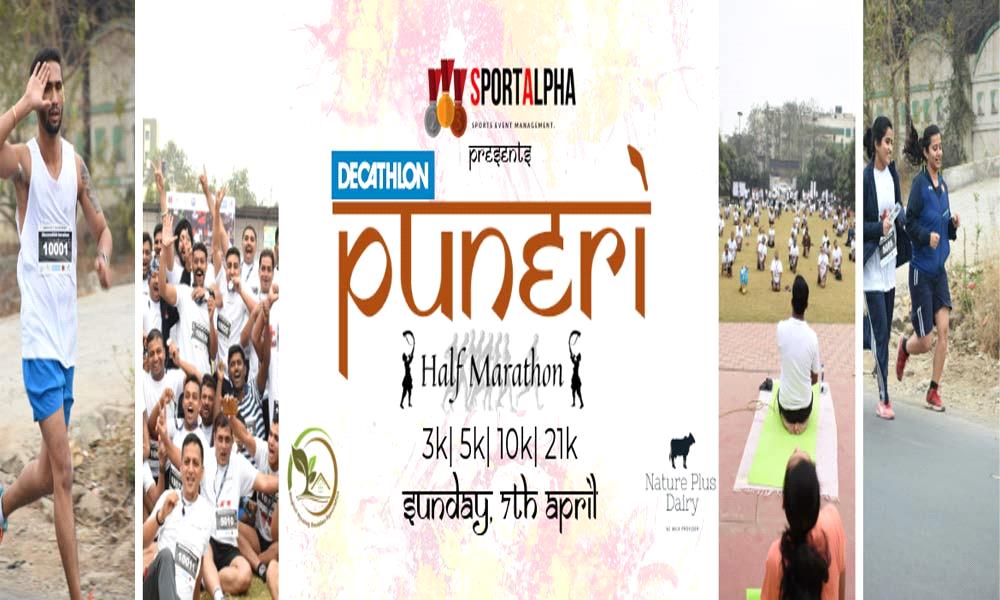 SPORTALPHA
SPORTS EVENT MANAGEMENT.
presents
DECATHLON
puneri
Half Marathon
3k| 5k| 10k| 21k
sunday, 7th april
Nature Plus
Dairy
10001
5010